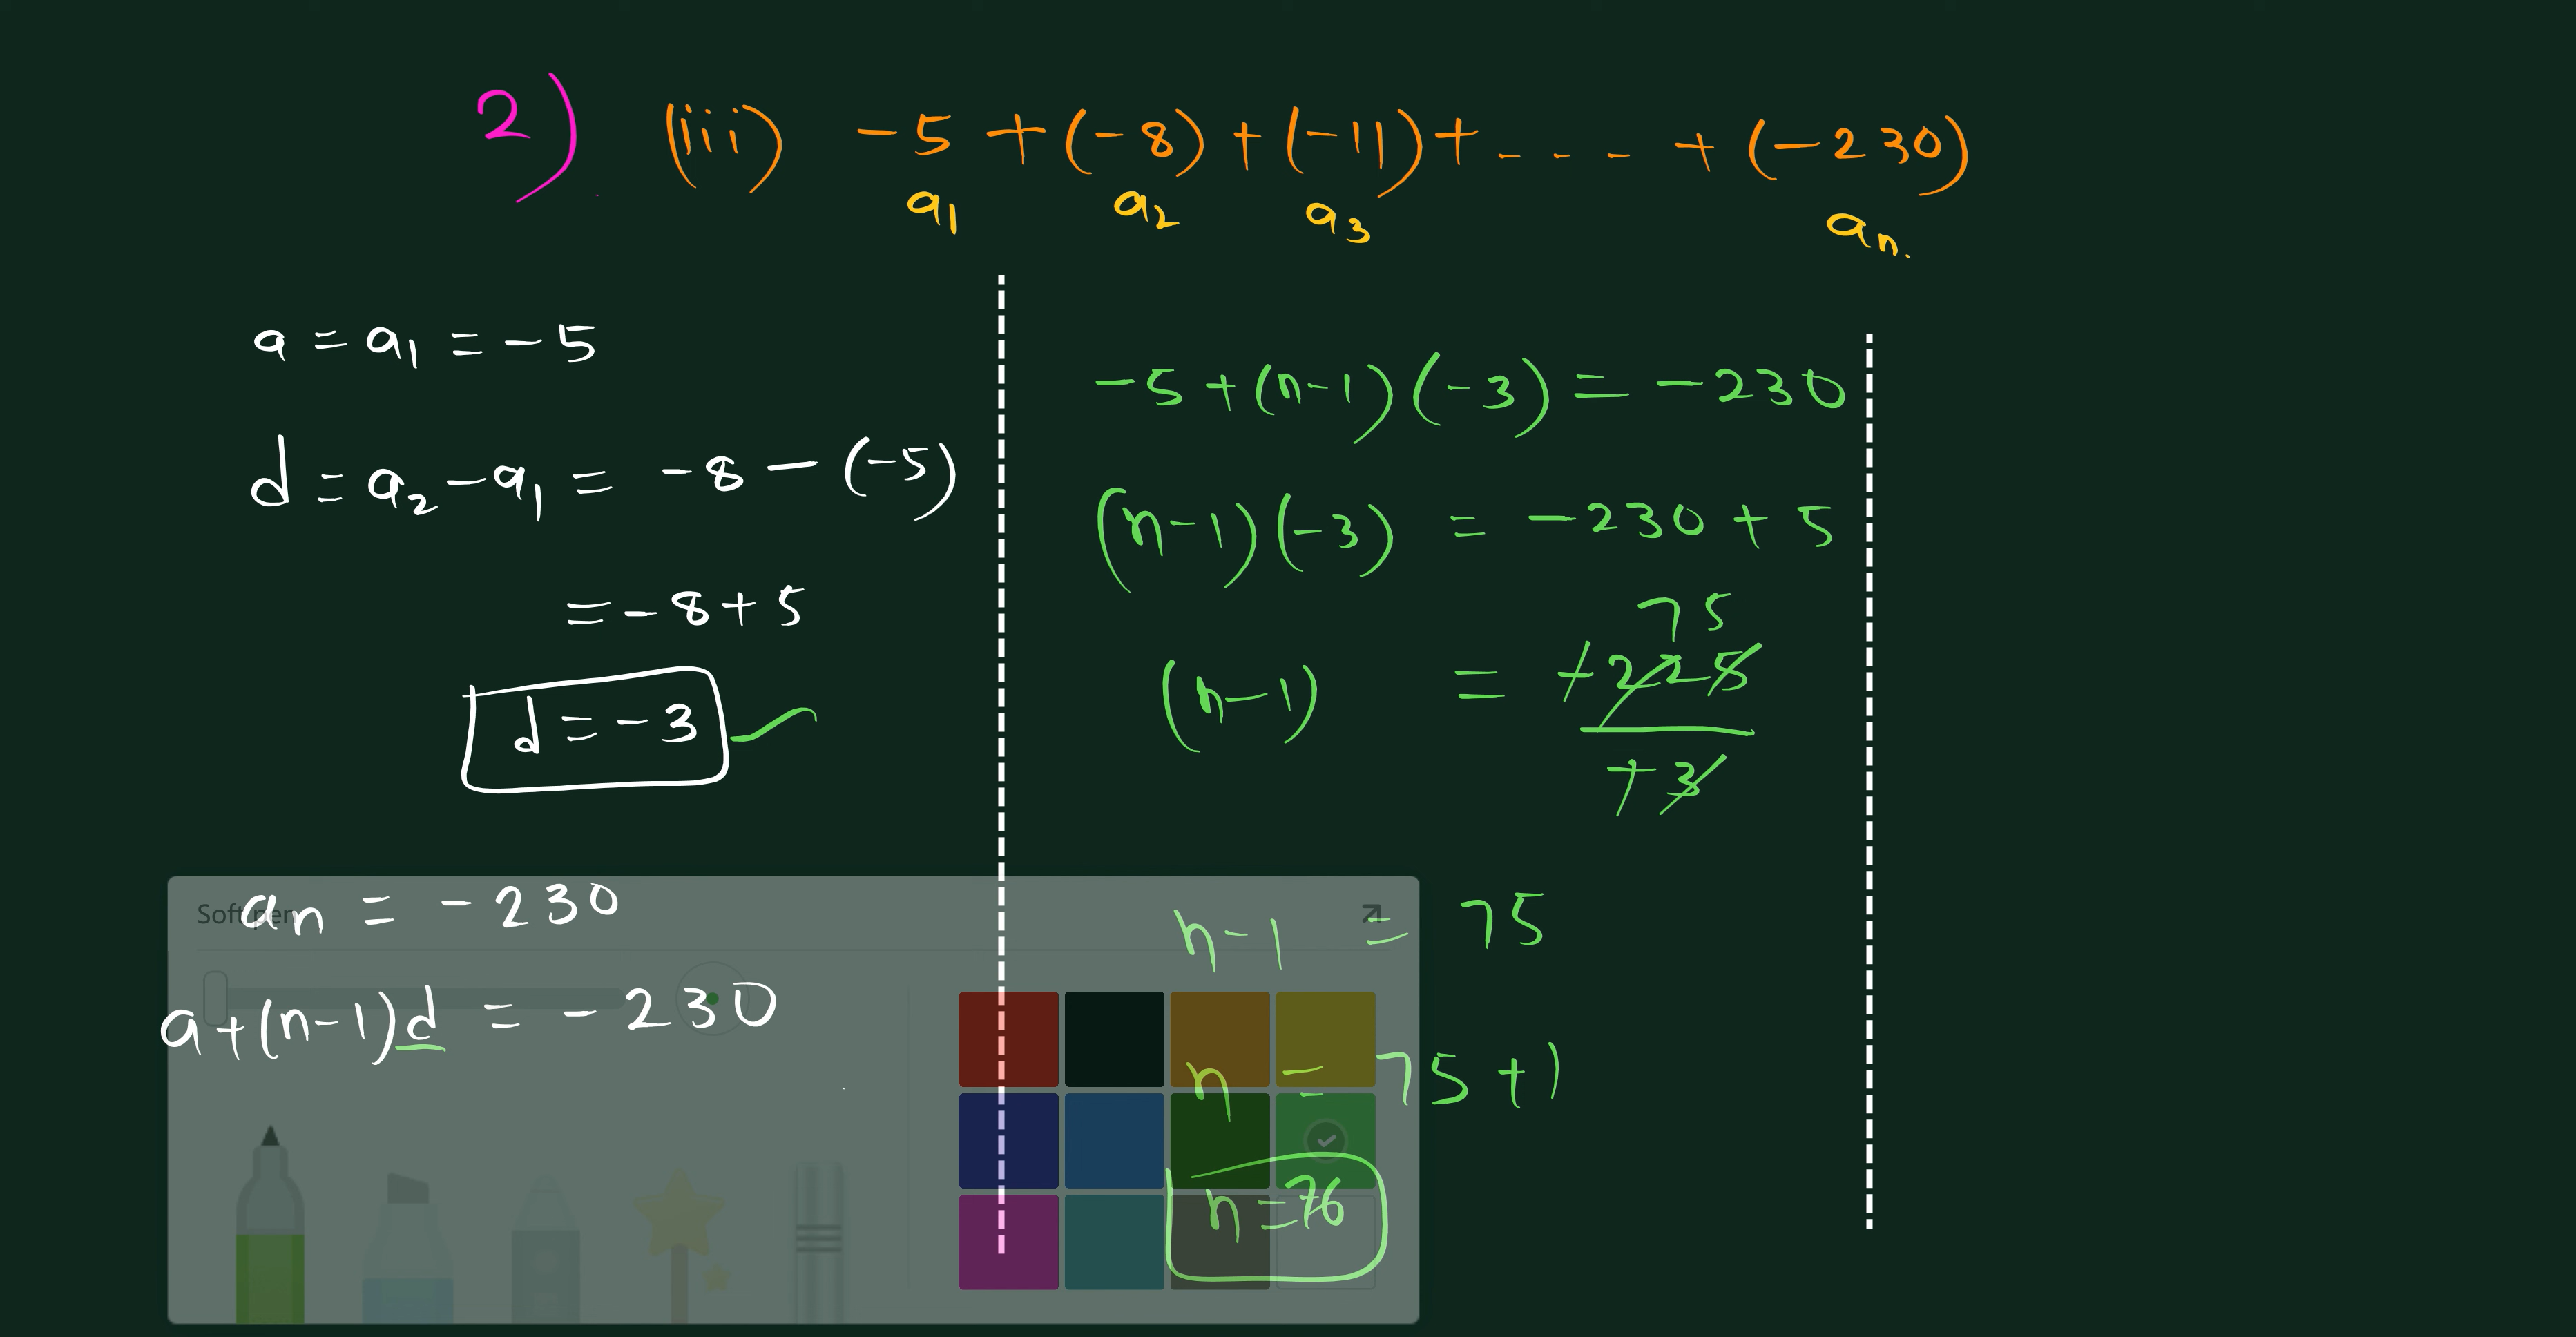 2) (iii) -5 + (-8) + (-11) + - - - - + (-230)
a₁ a₂ a₃ aₙ.
a = a₁ = -5
d = a₂ - a₁ = -8 - (-5)
= -8 + 5
d = -3 ✓
aₙ = -230
a + (n-1)d = -230
-5 + (n-1)(-3) = -230
(n-1)(-3) = -230 + 5
75
(n-1) = -225
-3
n-1 = 75
n = 75 + 1
n = 76
Soft pen